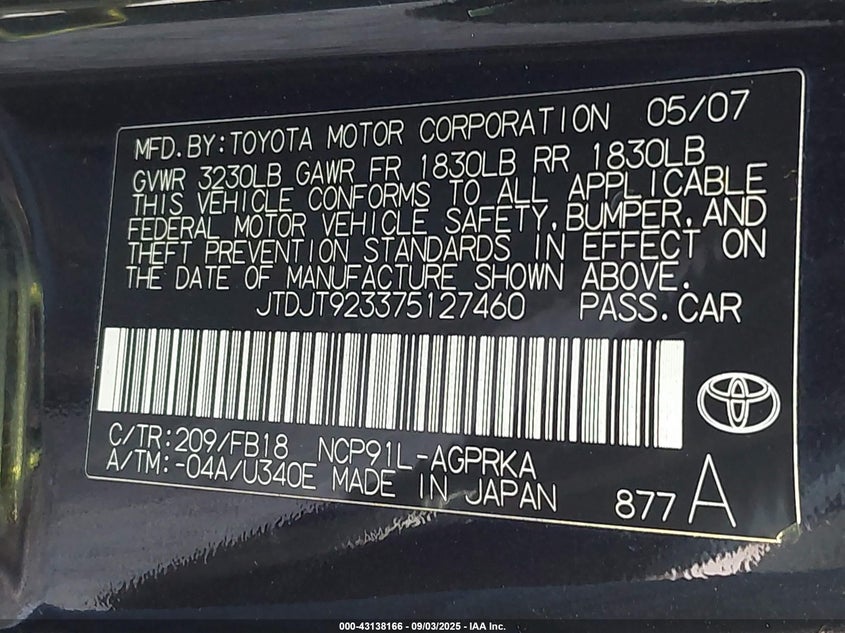 MFD.BY:TOYOTA MOTOR CORPORATION 05/07
GVWR 3230LB GAWR FR 1830LB RR 1830LB
THIS VEHICLE CONFORMS TO ALL APPLICABLE
FEDERAL MOTOR VEHICLE SAFETY,BUMPER,AND
THEFT PREVENTION STANDARDS IN EFFECT ON
THE DATE OF MANUFACTURE SHOWN ABOVE.
JTDJT923375127460 PASS.CAR
C/TR:209/FB18 NCP91L-AGPRKA
A/TM:-04A/U340E MADE IN JAPAN 877 A
000-43138166 - 09/03/2025 - IAA Inc.